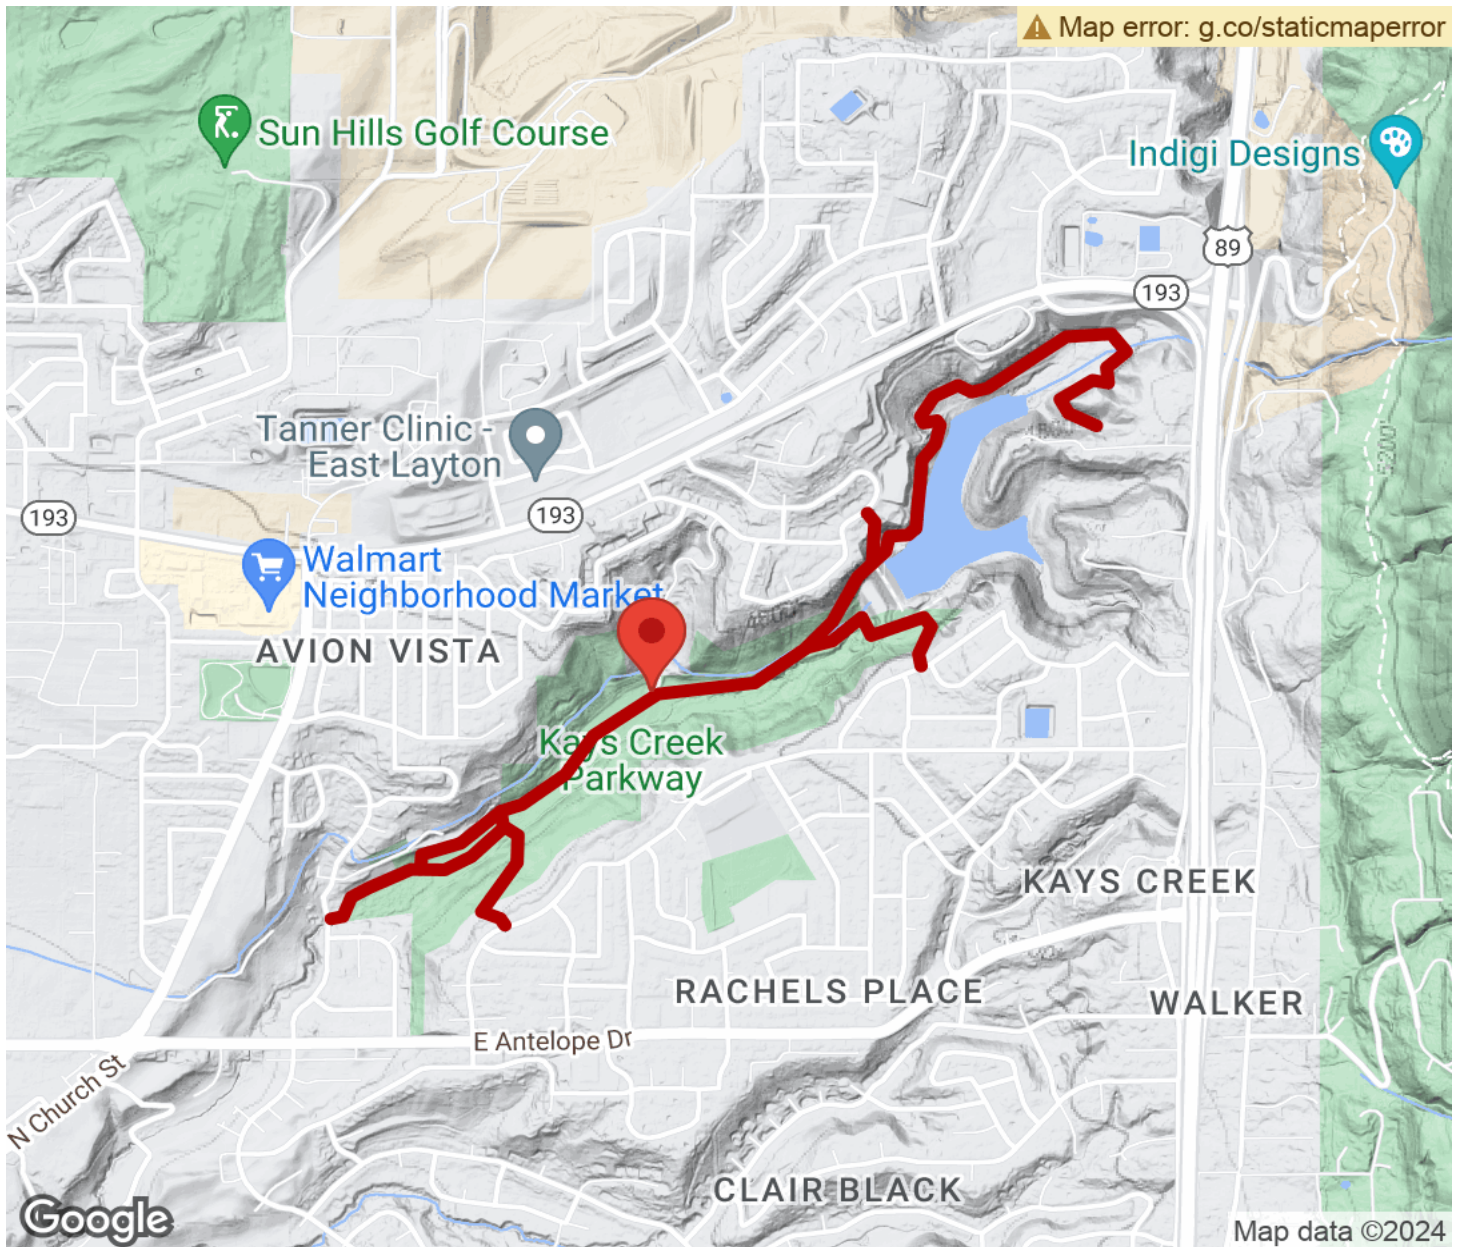 Map error: g.co/staticmaperror
Sun Hills Golf Course
Indigi Designs
89
193
Tanner Clinic -
East Layton
193
193
5200'
Walmart
Neighborhood Market
AVION VISTA
Kays Creek
Parkway
KAYS CREEK
RACHELS PLACE
WALKER
E Antelope Dr
N Church St
CLAIR BLACK
Google
Map data ©2024